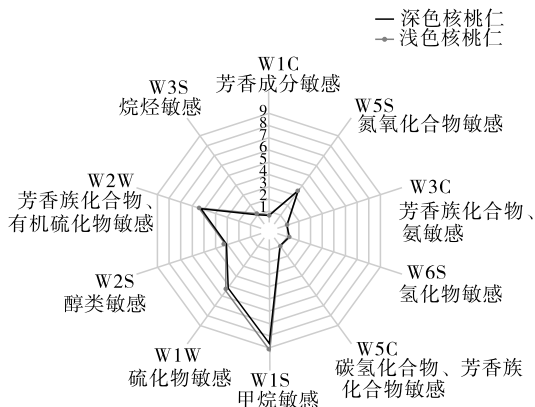 深色核桃仁
浅色核桃仁
W1C
芳香成分敏感
W3S
烷烃敏感
W5S
氮氧化合物敏感
9
8
7
6
5
4
3
2
1
W2W
芳香族化合物、
有机硫化物敏感
W3C
芳香族化合物、
氨敏感
W2S
醇类敏感
W6S
氢化物敏感
W1W
硫化物敏感
W1S
甲烷敏感
W5C
碳氢化合物、芳香族
化合物敏感